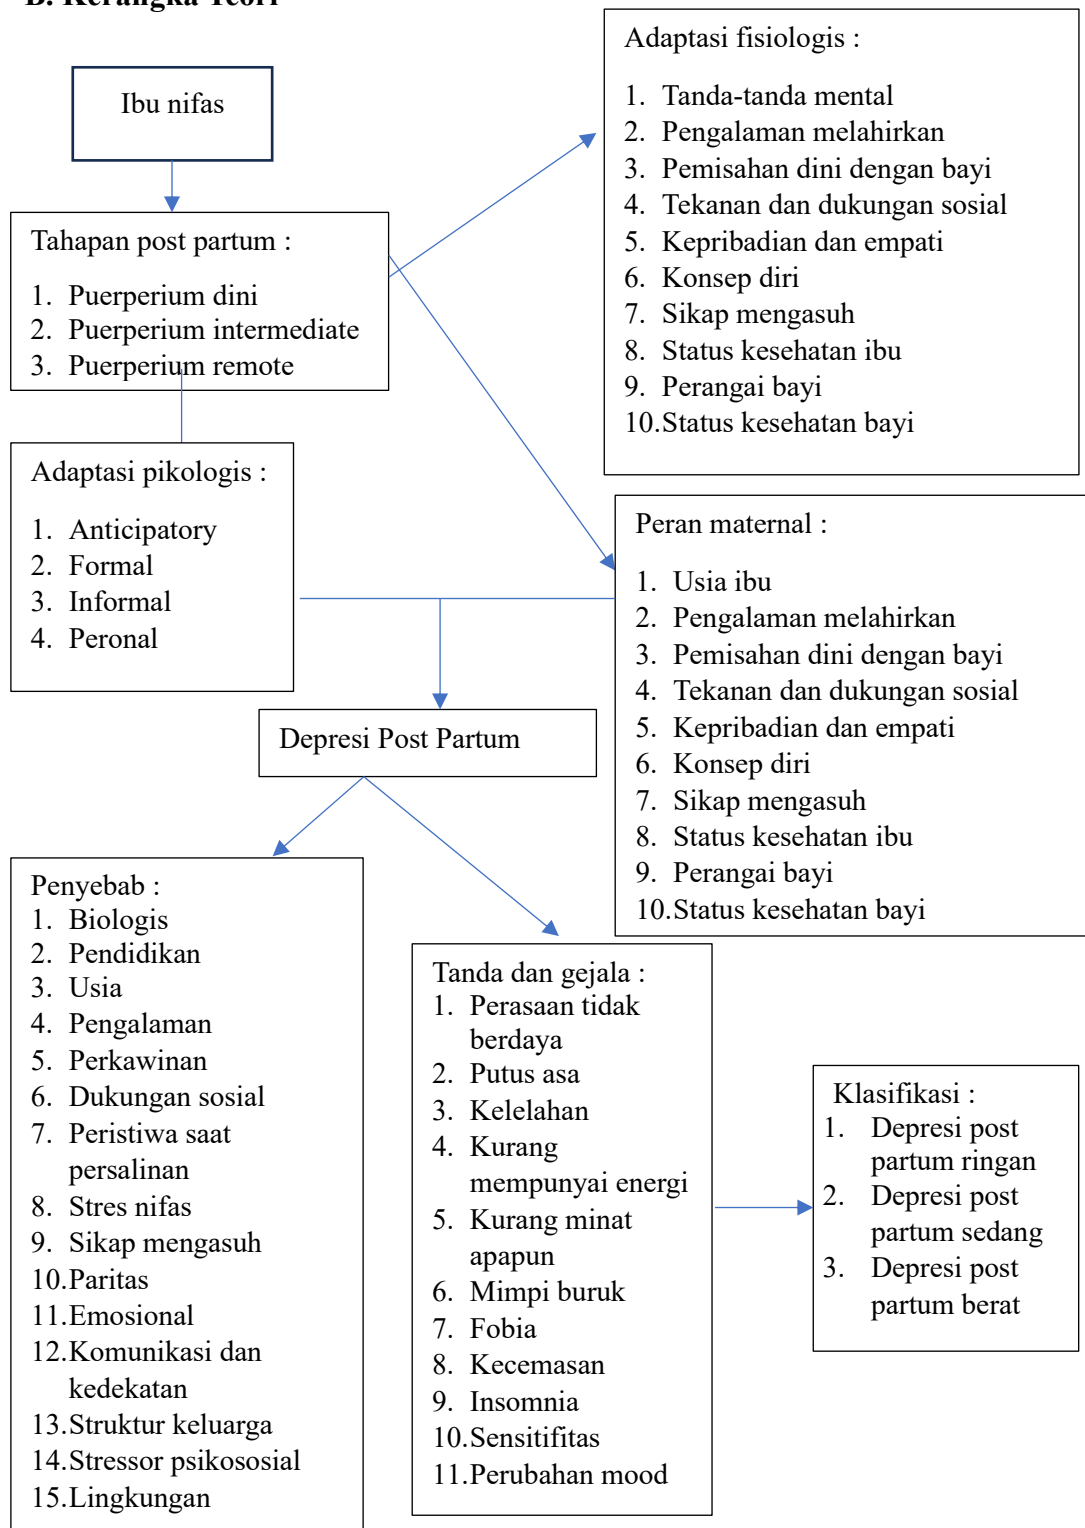 B. Kerangka Teori
Ibu nifas
Tahapan post partum :
1. Puerperium dini
2. Puerperium intermediate
3. Puerperium remote
Adaptasi fisiologis :
1. Tanda-tanda mental
2. Pengalaman melahirkan
3. Pemisahan dini dengan bayi
4. Tekanan dan dukungan sosial
5. Kepribadian dan empati
6. Konsep diri
7. Sikap mengasuh
8. Status kesehatan ibu
9. Perangai bayi
10.Status kesehatan bayi
Adaptasi pikologis :
1. Anticipatory
2. Formal
3. Informal
4. Peronal
Peran maternal :
1. Usia ibu
2. Pengalaman melahirkan
3. Pemisahan dini dengan bayi
4. Tekanan dan dukungan sosial
5. Kepribadian dan empati
6. Konsep diri
7. Sikap mengasuh
8. Status kesehatan ibu
9. Perangai bayi
10.Status kesehatan bayi
Depresi Post Partum
Penyebab :
1. Biologis
2. Pendidikan
3. Usia
4. Pengalaman
5. Perkawinan
6. Dukungan sosial
7. Peristiwa saat
persalinan
8. Stres nifas
9. Sikap mengasuh
10.Paritas
11.Emosional
12.Komunikasi dan
kedekatan
13.Struktur keluarga
14.Stressor psikososial
15.Lingkungan
Tanda dan gejala :
1. Perasaan tidak
berdaya
2. Putus asa
3. Kelelahan
4. Kurang
mempunyai energi
5. Kurang minat
apapun
6. Mimpi buruk
7. Fobia
8. Kecemasan
9. Insomnia
10.Sensitifitas
11.Perubahan mood
Klasifikasi :
1. Depresi post
partum ringan
2. Depresi post
partum sedang
3. Depresi post
partum berat